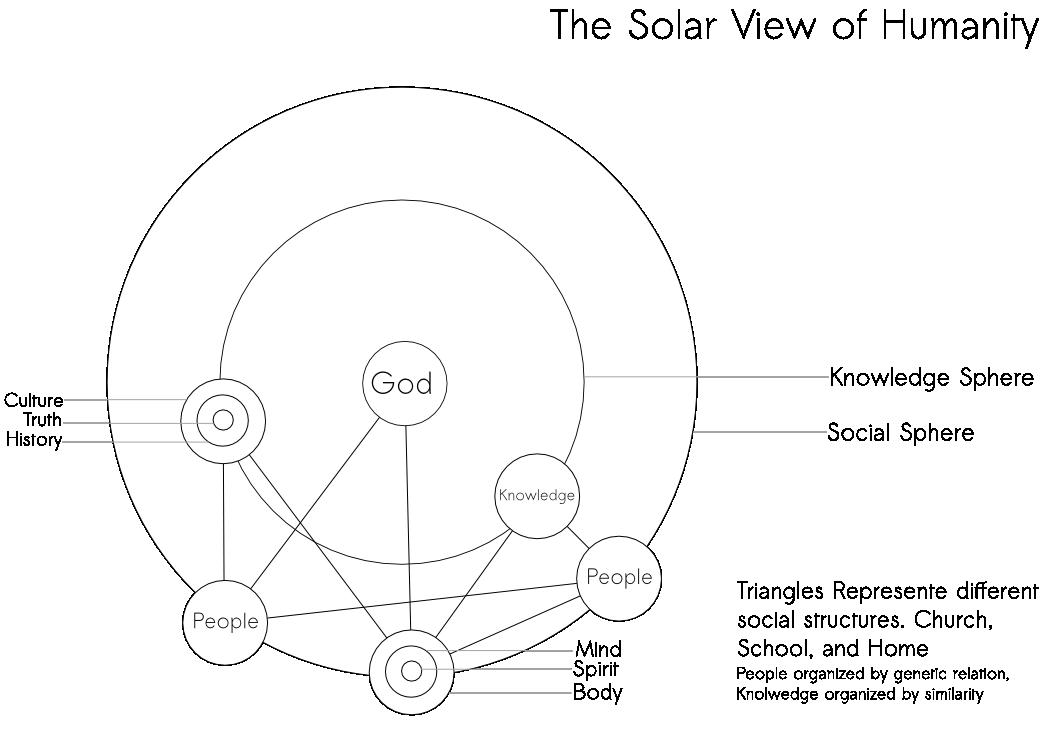 The Solar View of Humanity
God
Knowledge Sphere
Culture
Truth
History
Social Sphere
Knowledge
People
People
Triangles Represente different
social structures. Church,
School, and Home
People organized by genetic relation,
Knolwedge organized by similarity
Mind
Spirit
Body